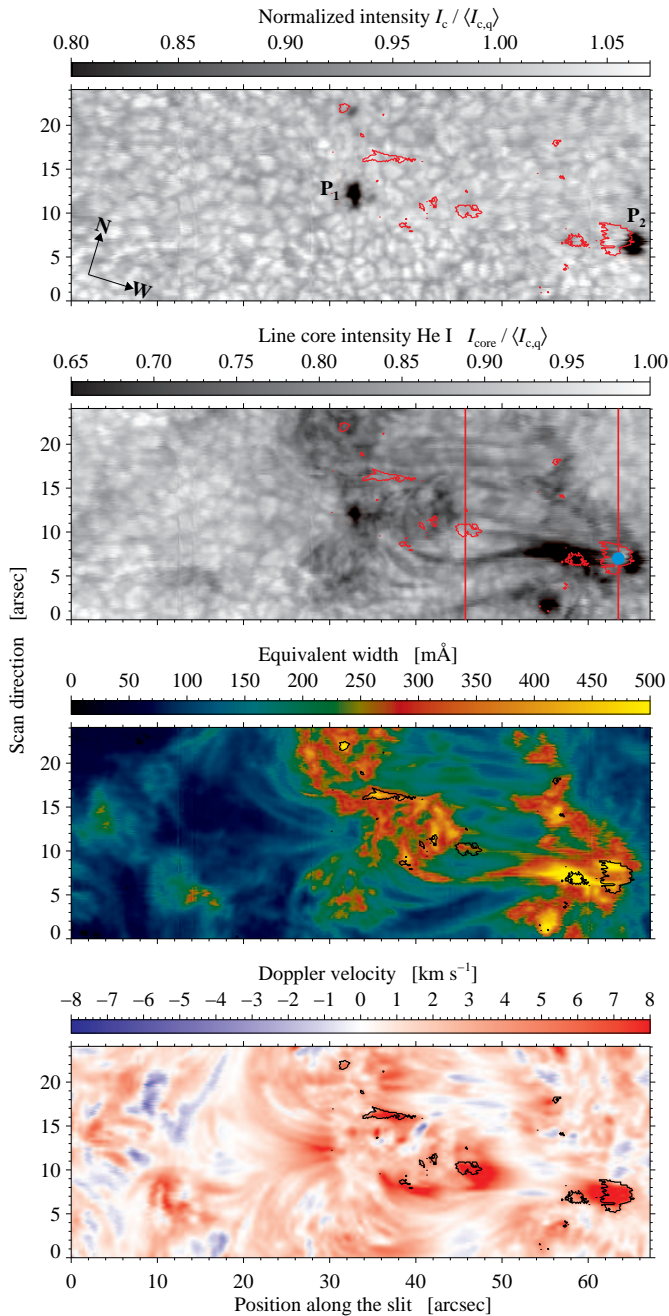 Normalized intensity I_c / ⟨I_c,q⟩
0.80 0.85 0.90 0.95 1.00 1.05
20
15
10
5
0
P₁
P₂
N
W
Line core intensity He I I_core / ⟨I_c,q⟩
0.65 0.70 0.75 0.80 0.85 0.90 0.95 1.00
20
15
10
5
0
Scan direction [arcsec]
Equivalent width [mÅ]
0 50 100 150 200 250 300 350 400 450 500
20
15
10
5
0
Doppler velocity [km s⁻¹]
−8 −7 −6 −5 −4 −3 −2 −1 0 1 2 3 4 5 6 7 8
20
15
10
5
0
0 10 20 30 40 50 60
Position along the slit [arcsec]